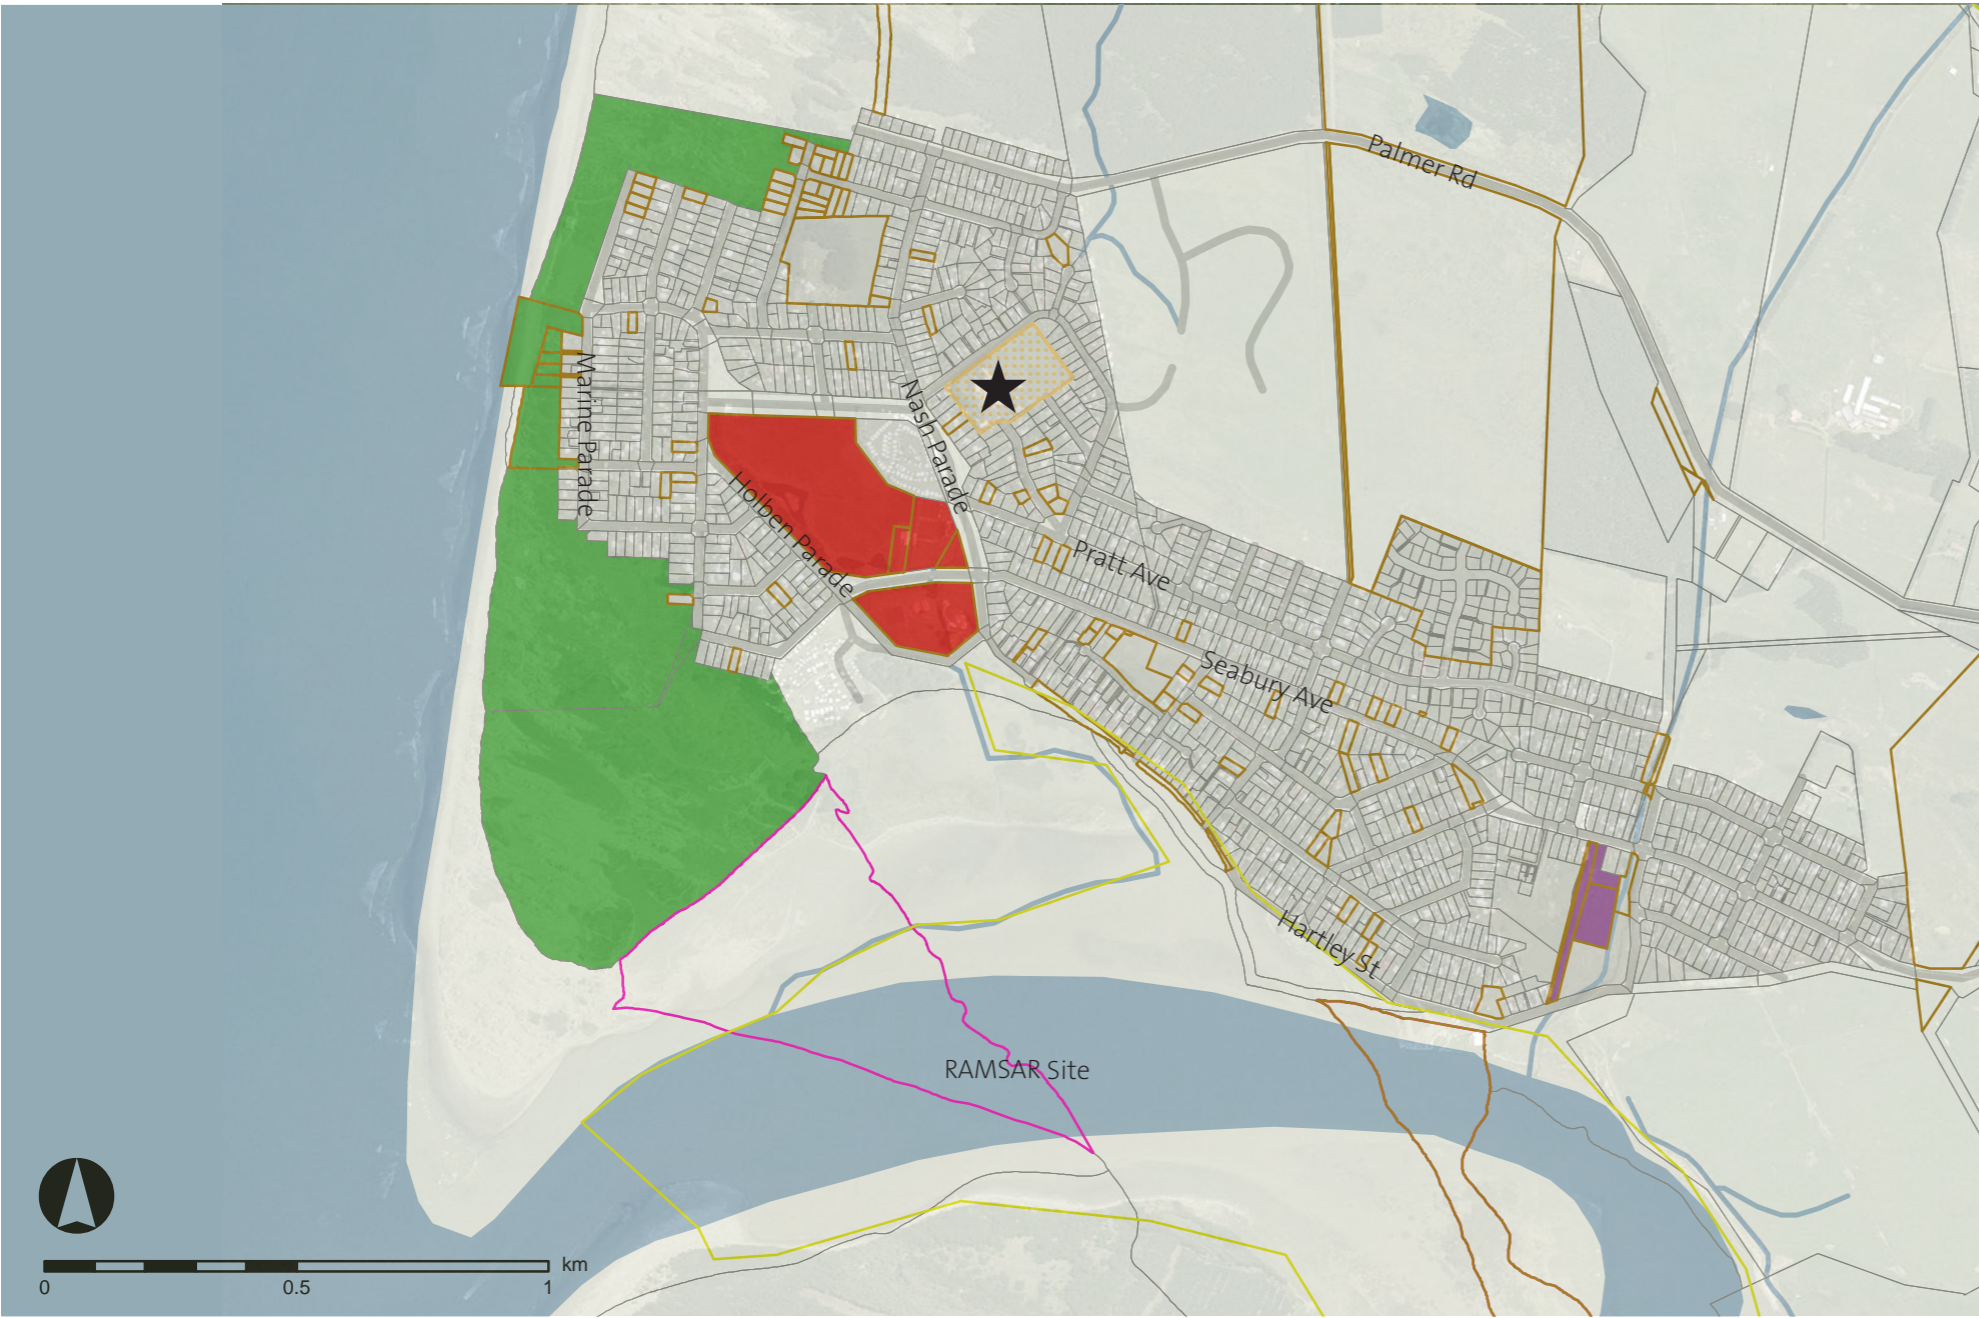 Palmer Rd
Marine Parade
Nash Parade
Holben Parade
Pratt Ave
Seabury Ave
Hartley St
RAMSAR Site
km
0 0.5 1